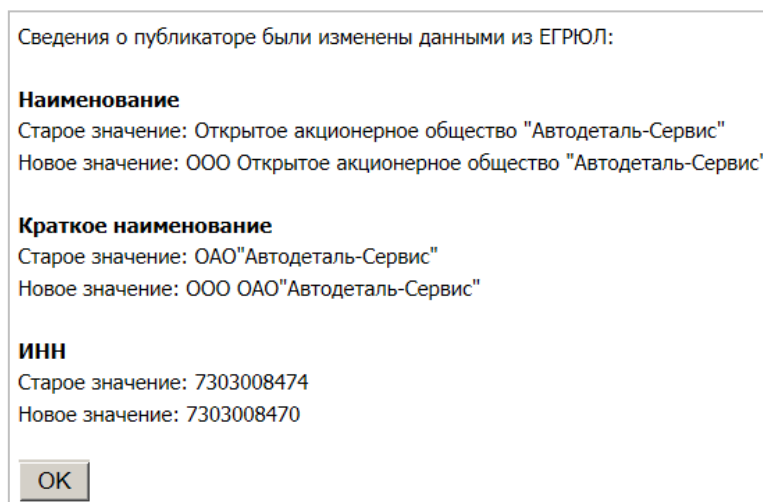 Сведения о публикаторе были изменены данными из ЕГРЮЛ:
Наименование
Старое значение: Открытое акционерное общество "Автодеталь-Сервис"
Новое значение: ООО Открытое акционерное общество "Автодеталь-Сервис"
Краткое наименование
Старое значение: ОАО"Автодеталь-Сервис"
Новое значение: ООО ОАО"Автодеталь-Сервис"
ИНН
Старое значение: 7303008474
Новое значение: 7303008470
OK